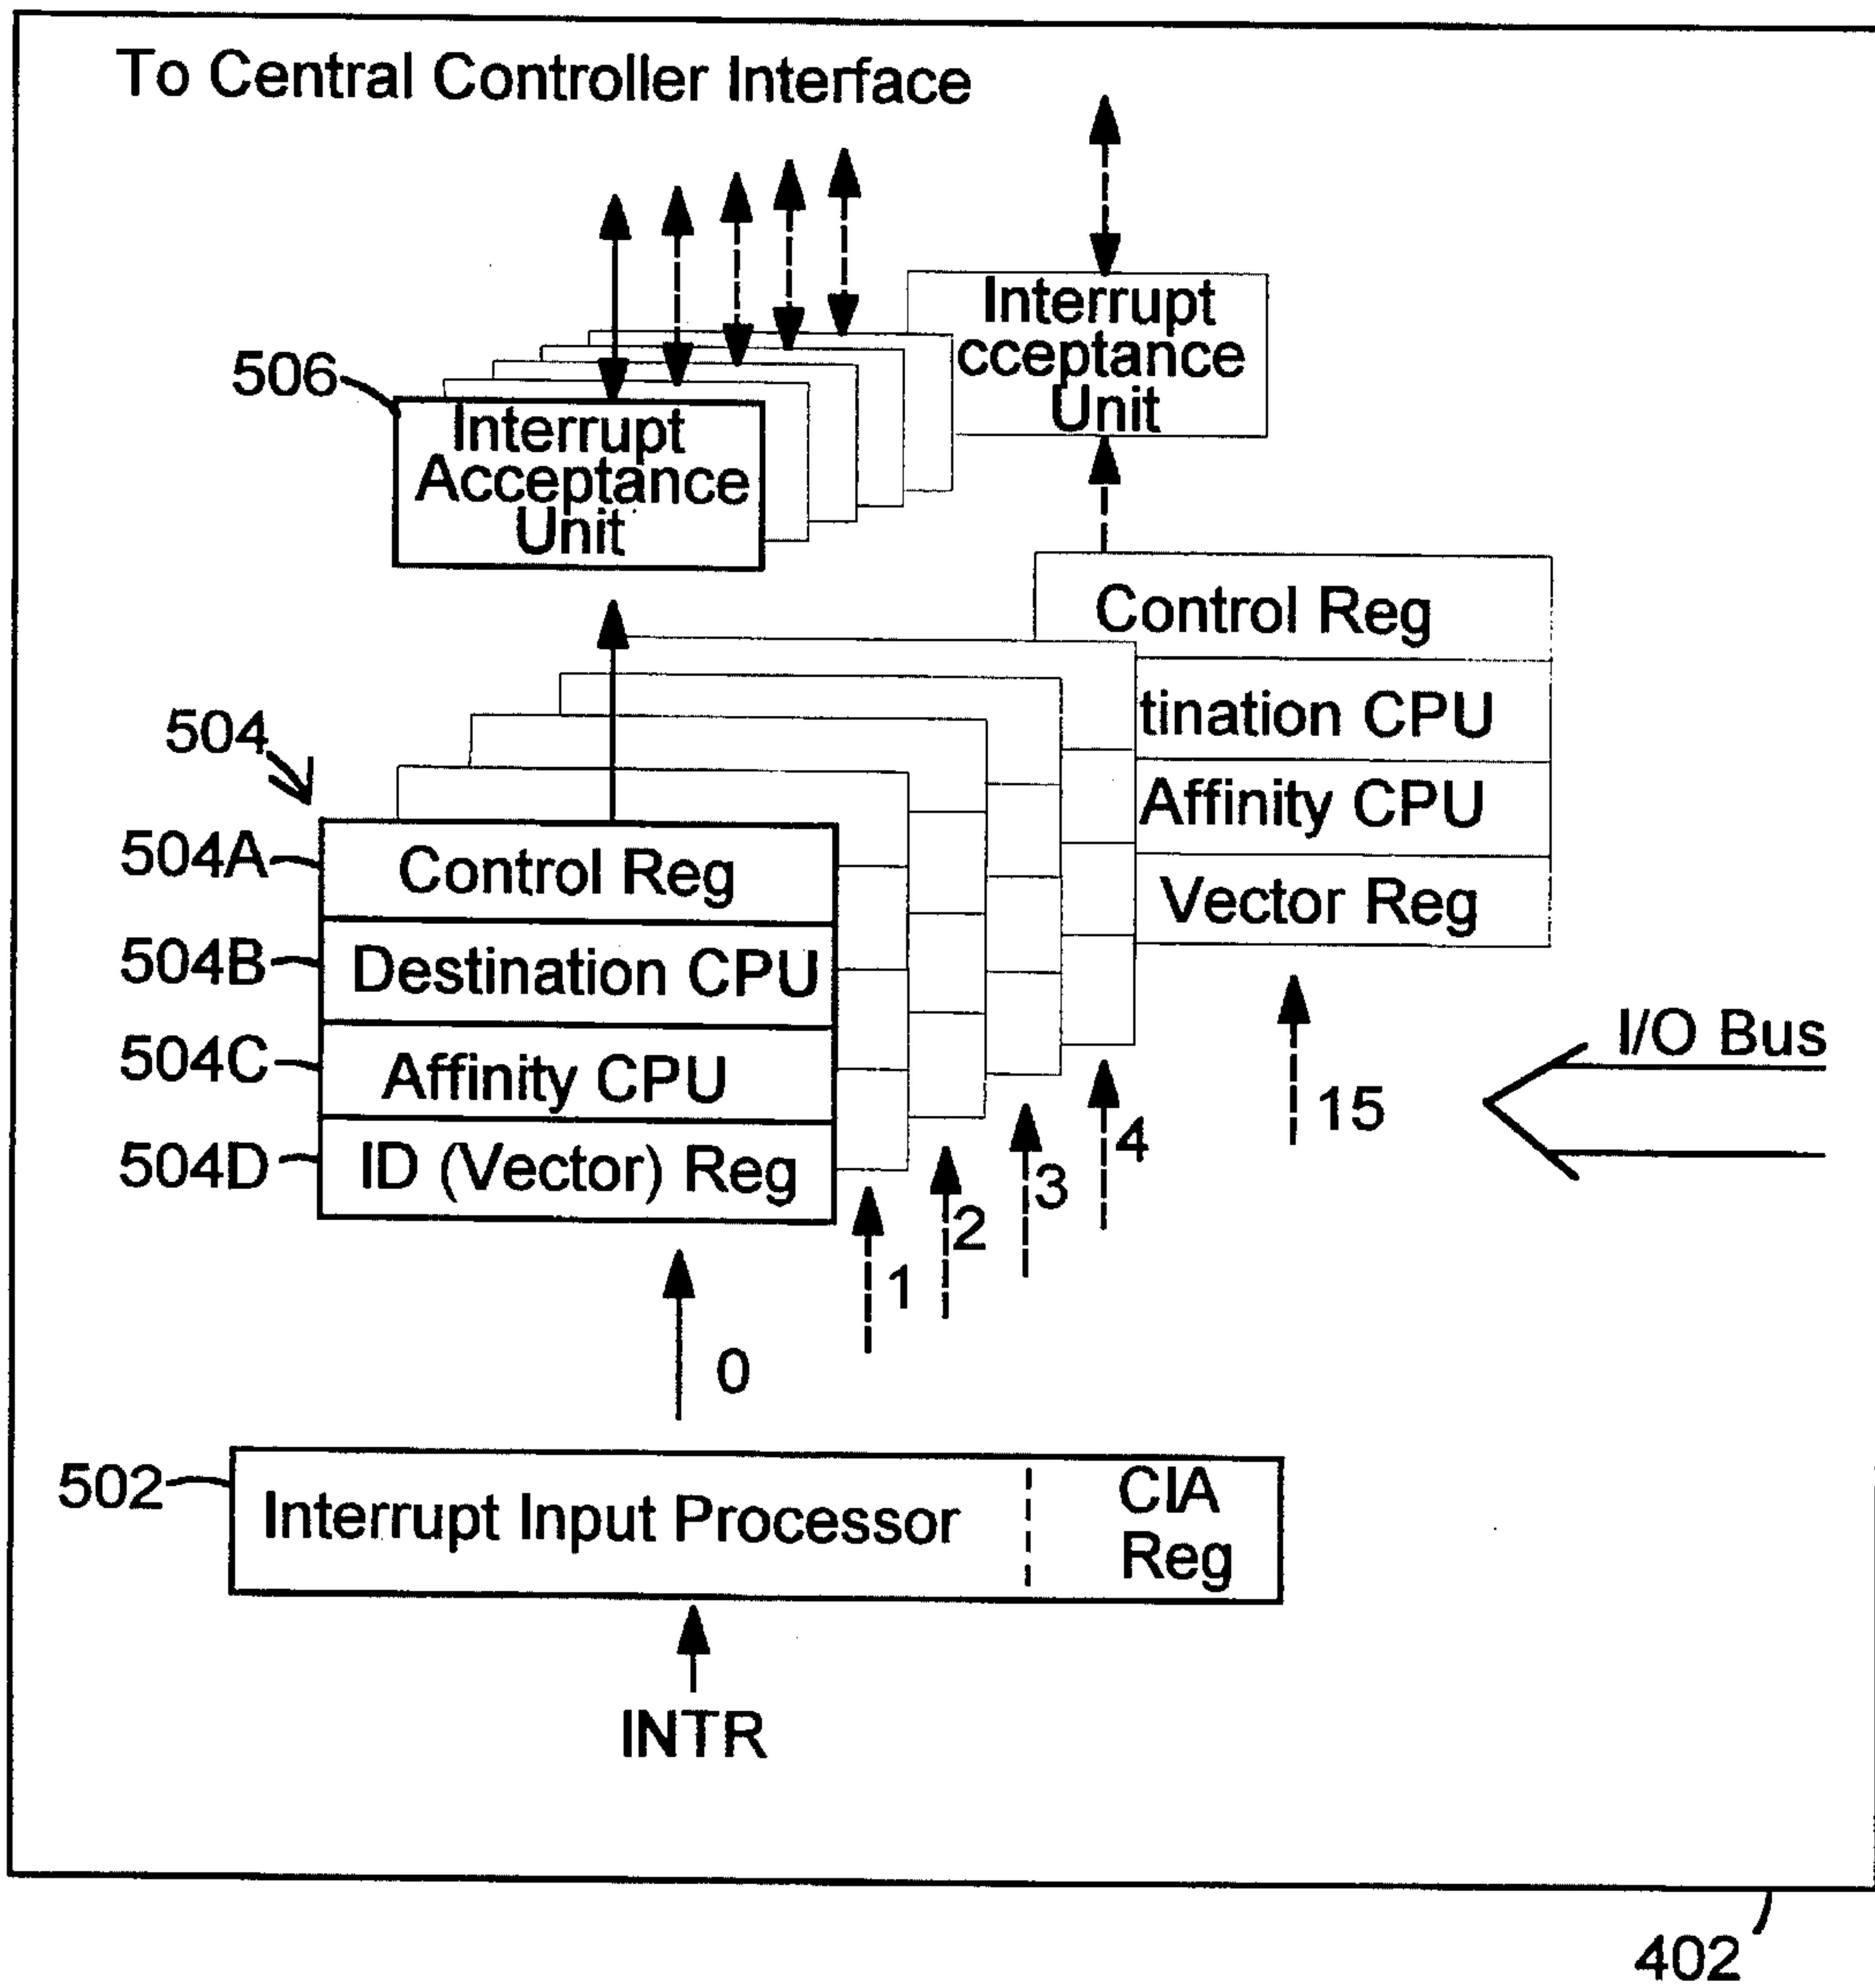 To Central Controller Interface
Interrupt
cceptance
Unit
506
Interrupt
Acceptance
Unit
Control Reg
tination CPU
Affinity CPU
Vector Reg
504
504A
Control Reg
504B
Destination CPU
504C
Affinity CPU
504D
ID (Vector) Reg
I/O Bus
15
4
3
2
1
0
502
Interrupt Input Processor
CIA
Reg
INTR
402